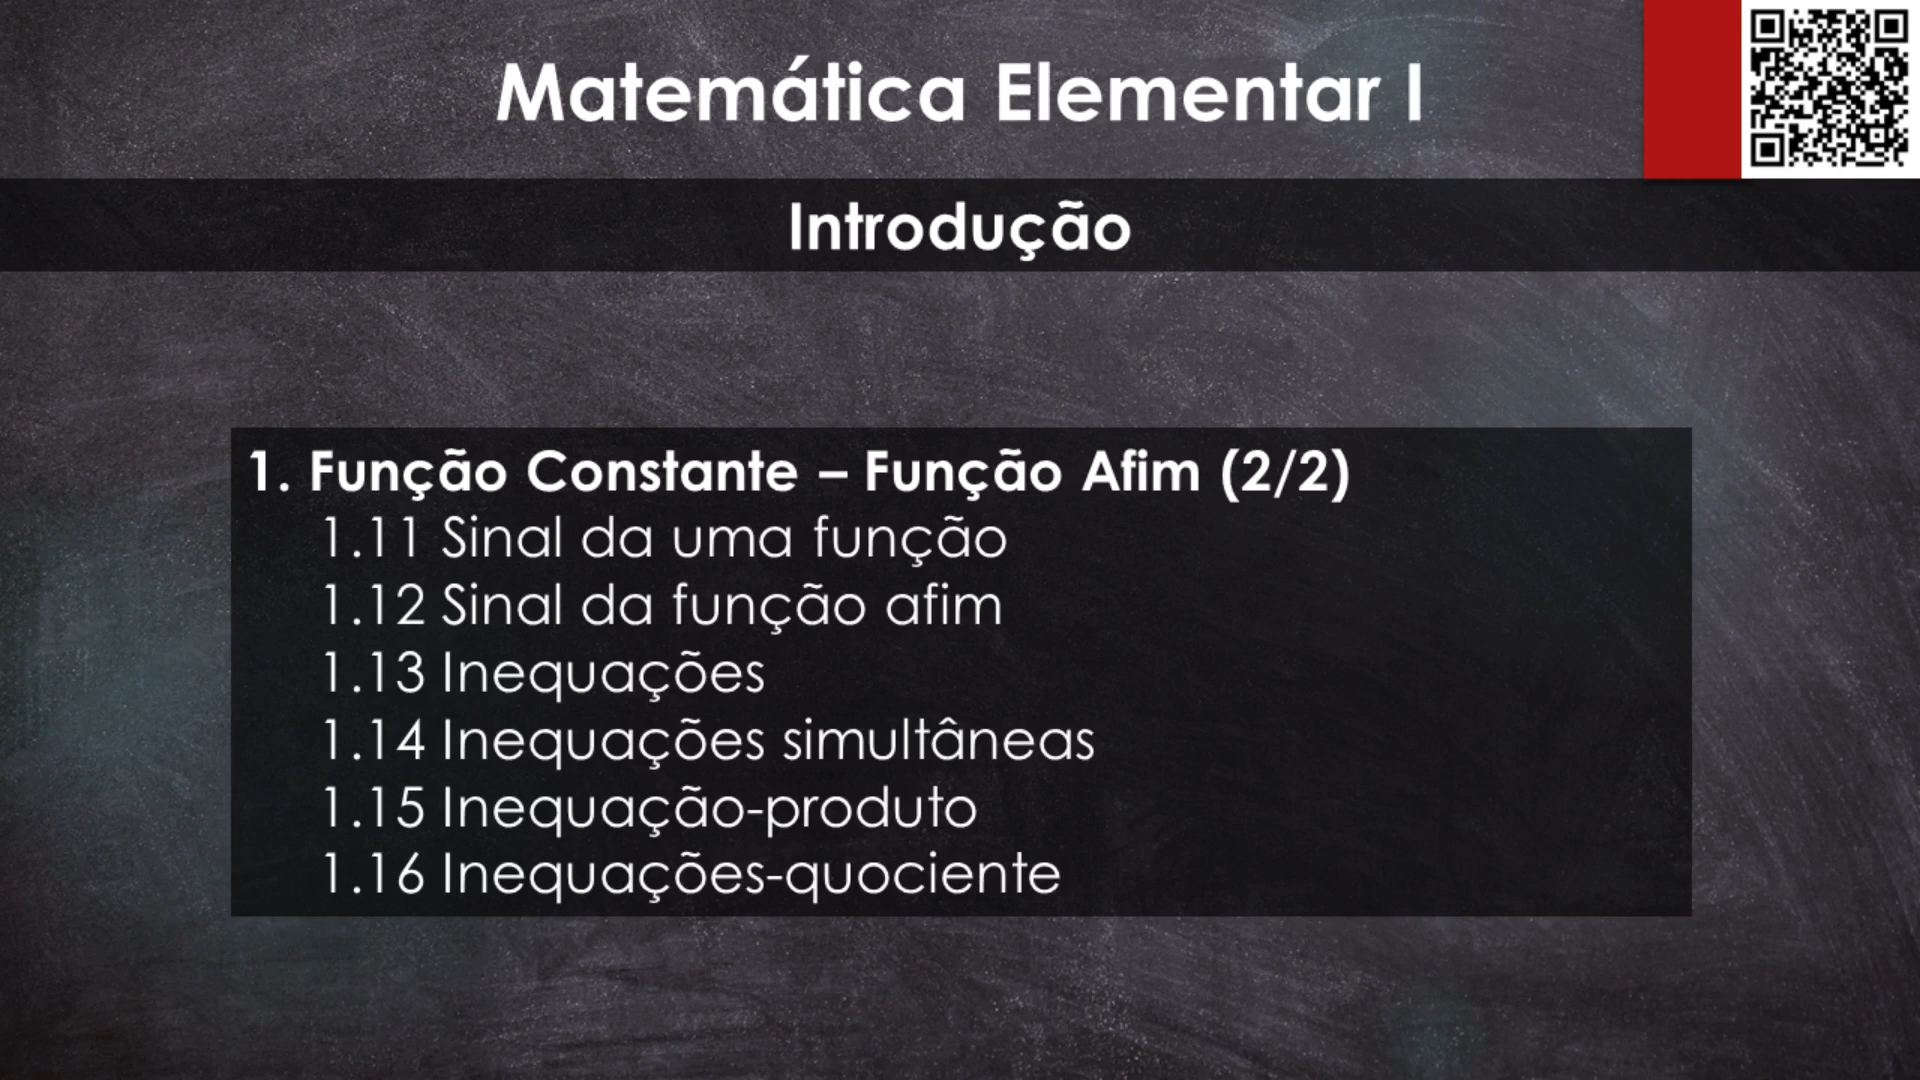 Matemática Elementar I
Introdução
1. Função Constante – Função Afim (2/2)
1.11 Sinal da uma função
1.12 Sinal da função afim
1.13 Inequações
1.14 Inequações simultâneas
1.15 Inequação-produto
1.16 Inequações-quociente